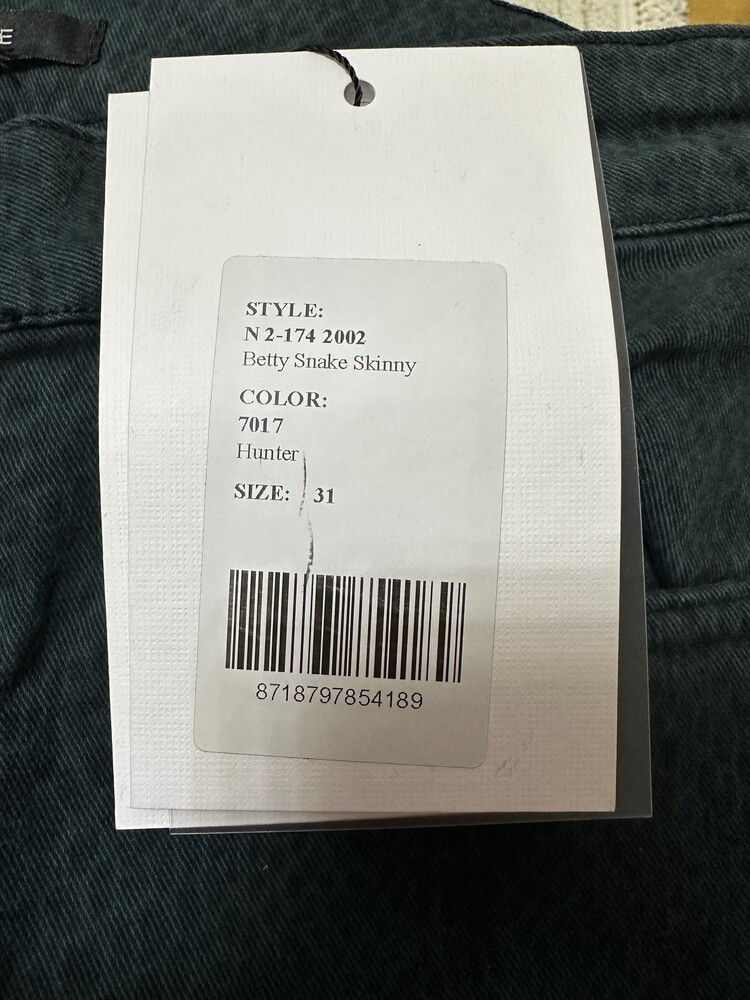 E
STYLE:
N 2-174 2002
Betty Snake Skinny
COLOR:
7017
Hunter
SIZE: 31
8718797854189